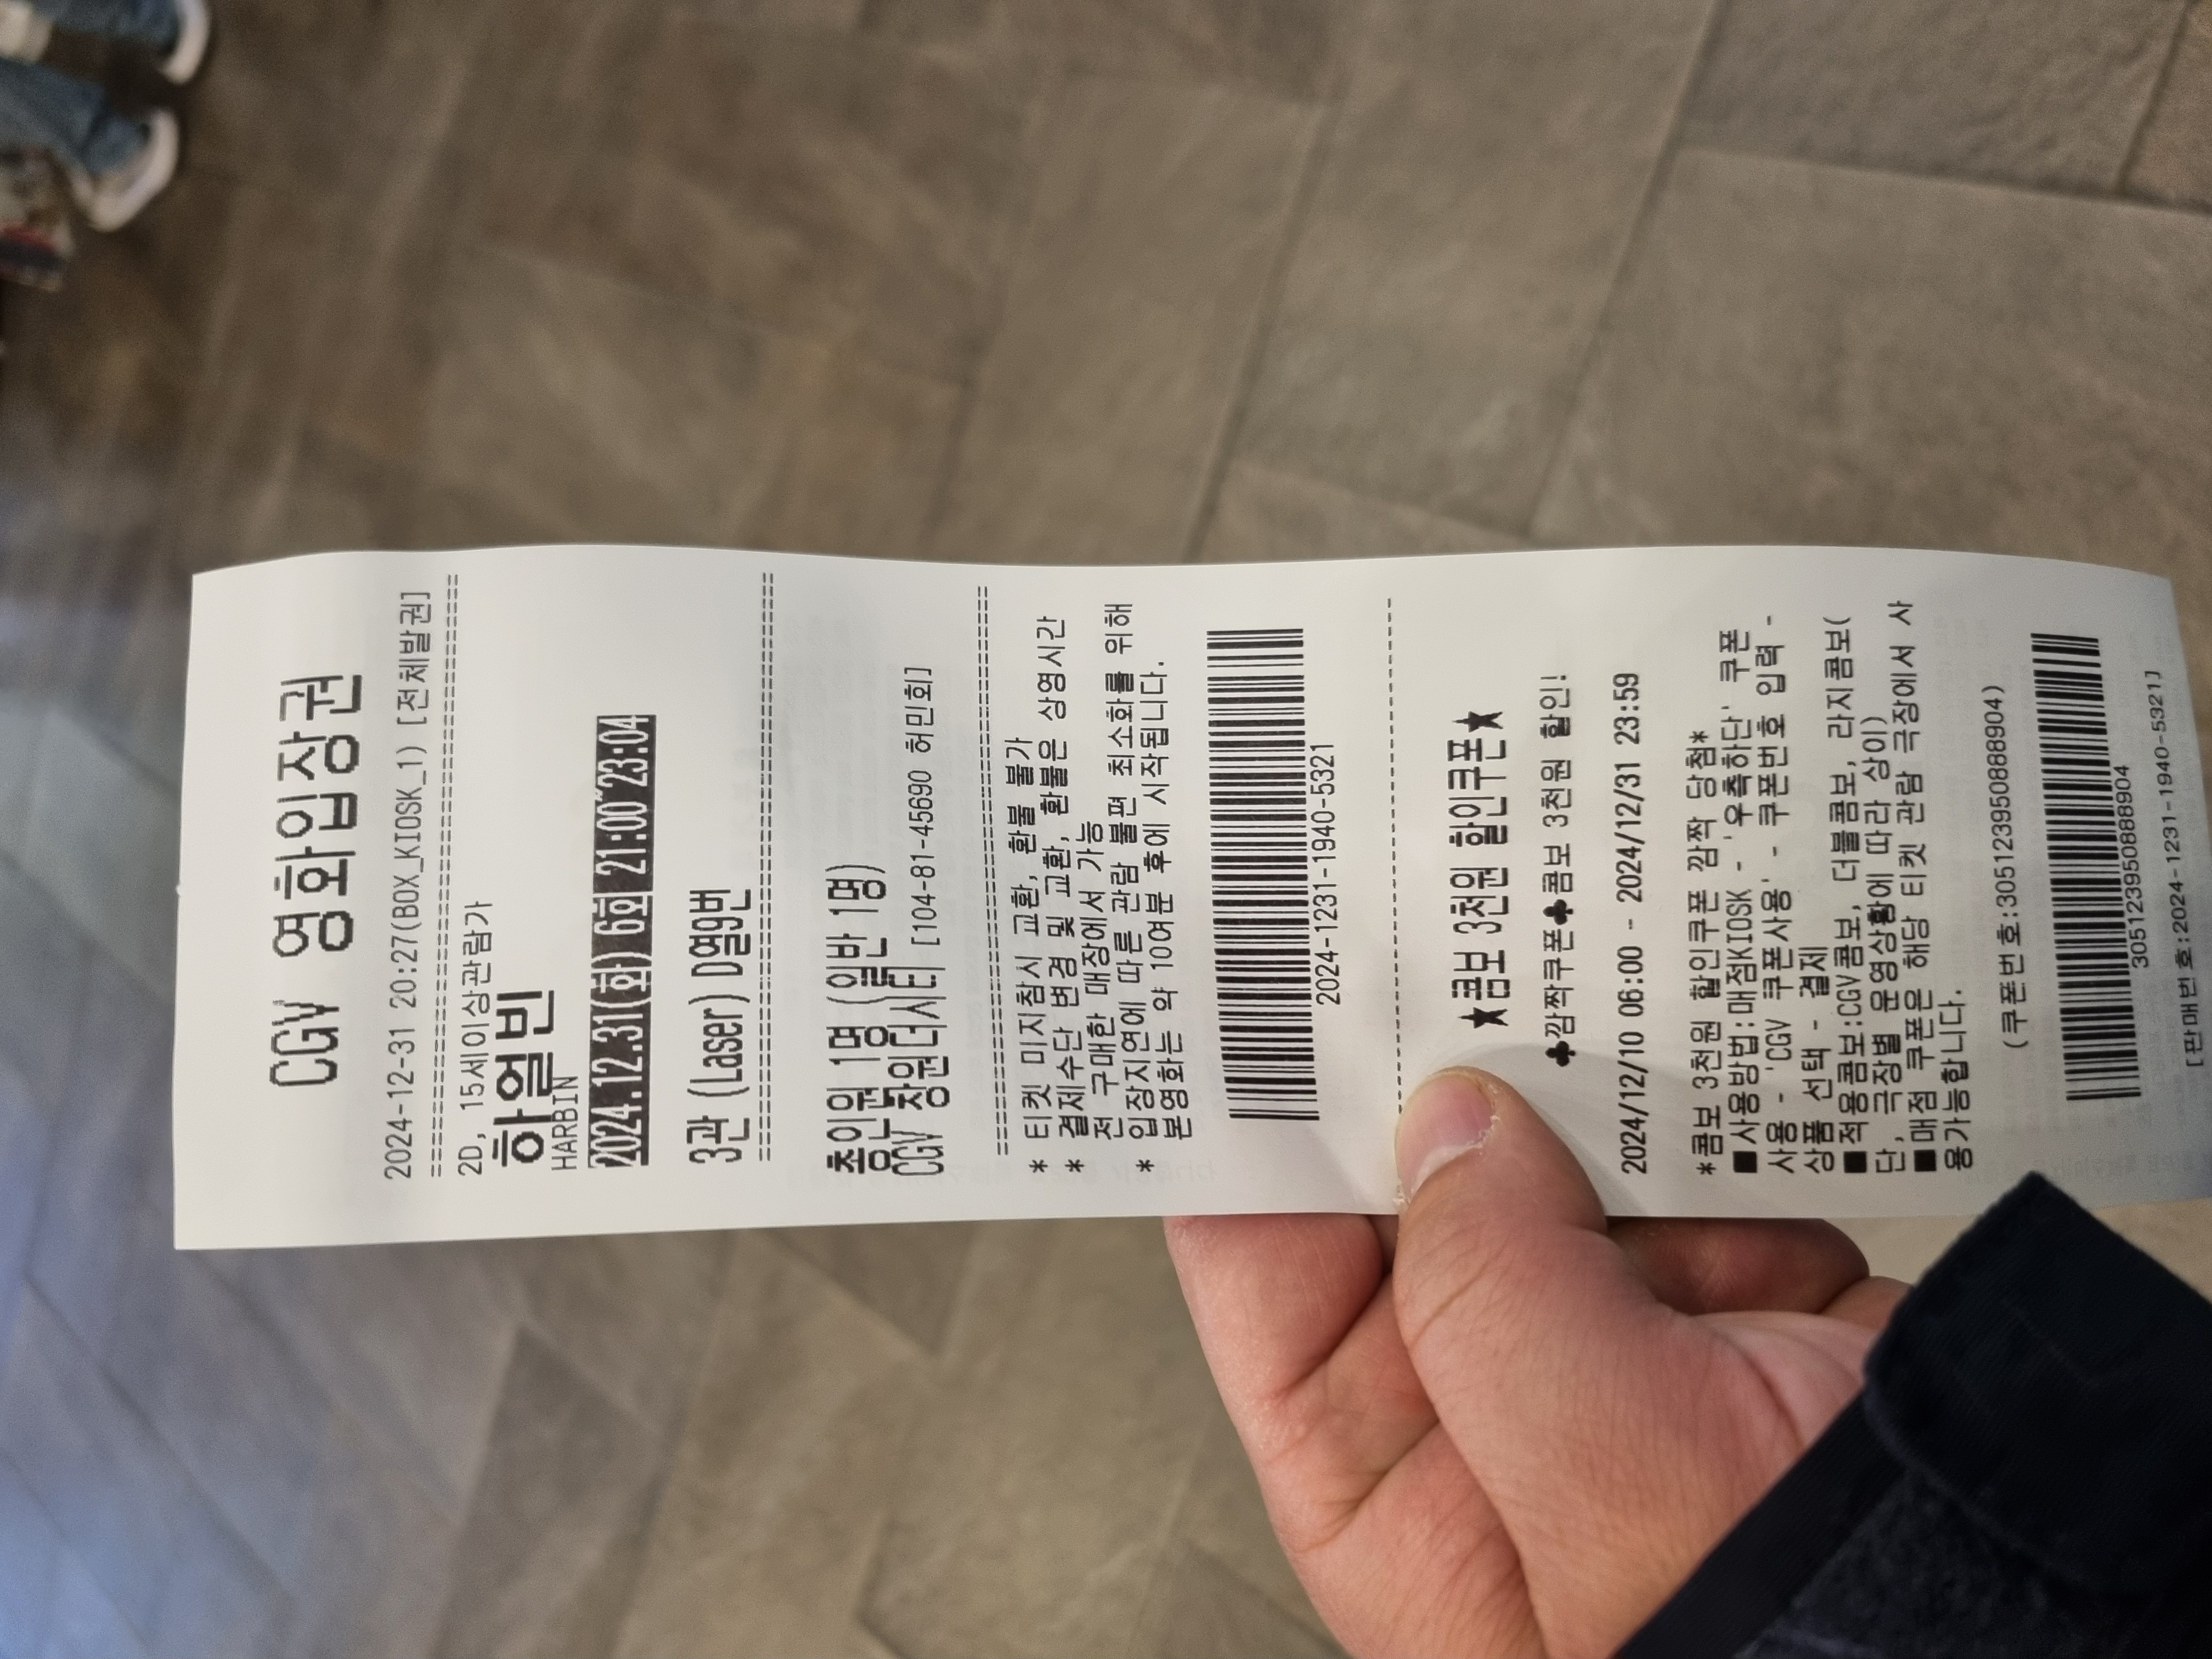 CGV 영화입장권
2024-12-31 20:27(BOX_KIOSK_1) [전체발권]
2D, 15세이상관람가
하얼빈
HARBIN
2024.12.31(화) 6회 21:00~23:04
3관 (Laser) D열9번
총인원 1명 (일반 1명)
CGV 창원더시티 [104-81-45690 허민회]
* 티켓 미지참시 교환, 환불 불가
* 결제수단 변경 및 교환, 환불은 상영시간
전 구매한 매장에서 가능
* 입장지연에 따른 관람 불편 최소화를 위해
본영화는 약 10여분 후에 시작됩니다.
2024-1231-1940-5321
★콤보 3천원 할인쿠폰★
♣깜짝쿠폰♣콤보 3천원 할인!
2024/12/10 06:00 - 2024/12/31 23:59
*콤보 3천원 할인쿠폰 깜짝 당첨*
■사용방법:매점KIOSK - '우측하단' 쿠폰
사용 - 'CGV 쿠폰사용' - 쿠폰번호 입력 -
상품 선택 - 결제
■적용콤보:CGV콤보, 더블콤보, 라지콤보(
단, 극장별 운영상황에 따라 상이)
■매점 쿠폰은 해당 티켓 관람 극장에서 사
용가능합니다.
(쿠폰번호:3051239508888904)
3051239508888904
[판매번호:2024-1231-1940-5321]